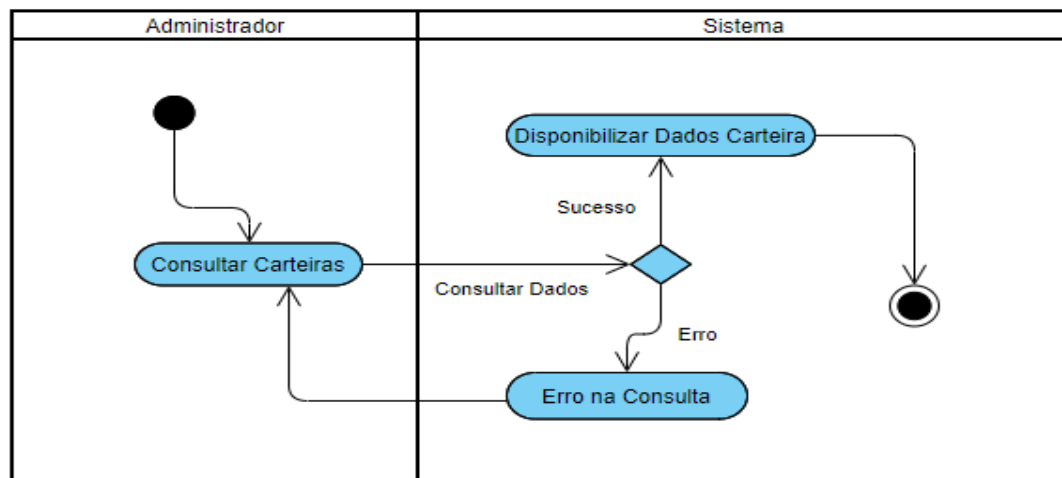 Administrador
Sistema
Disponibilizar Dados Carteira
Sucesso
Consultar Carteiras
Consultar Dados
Erro
Erro na Consulta